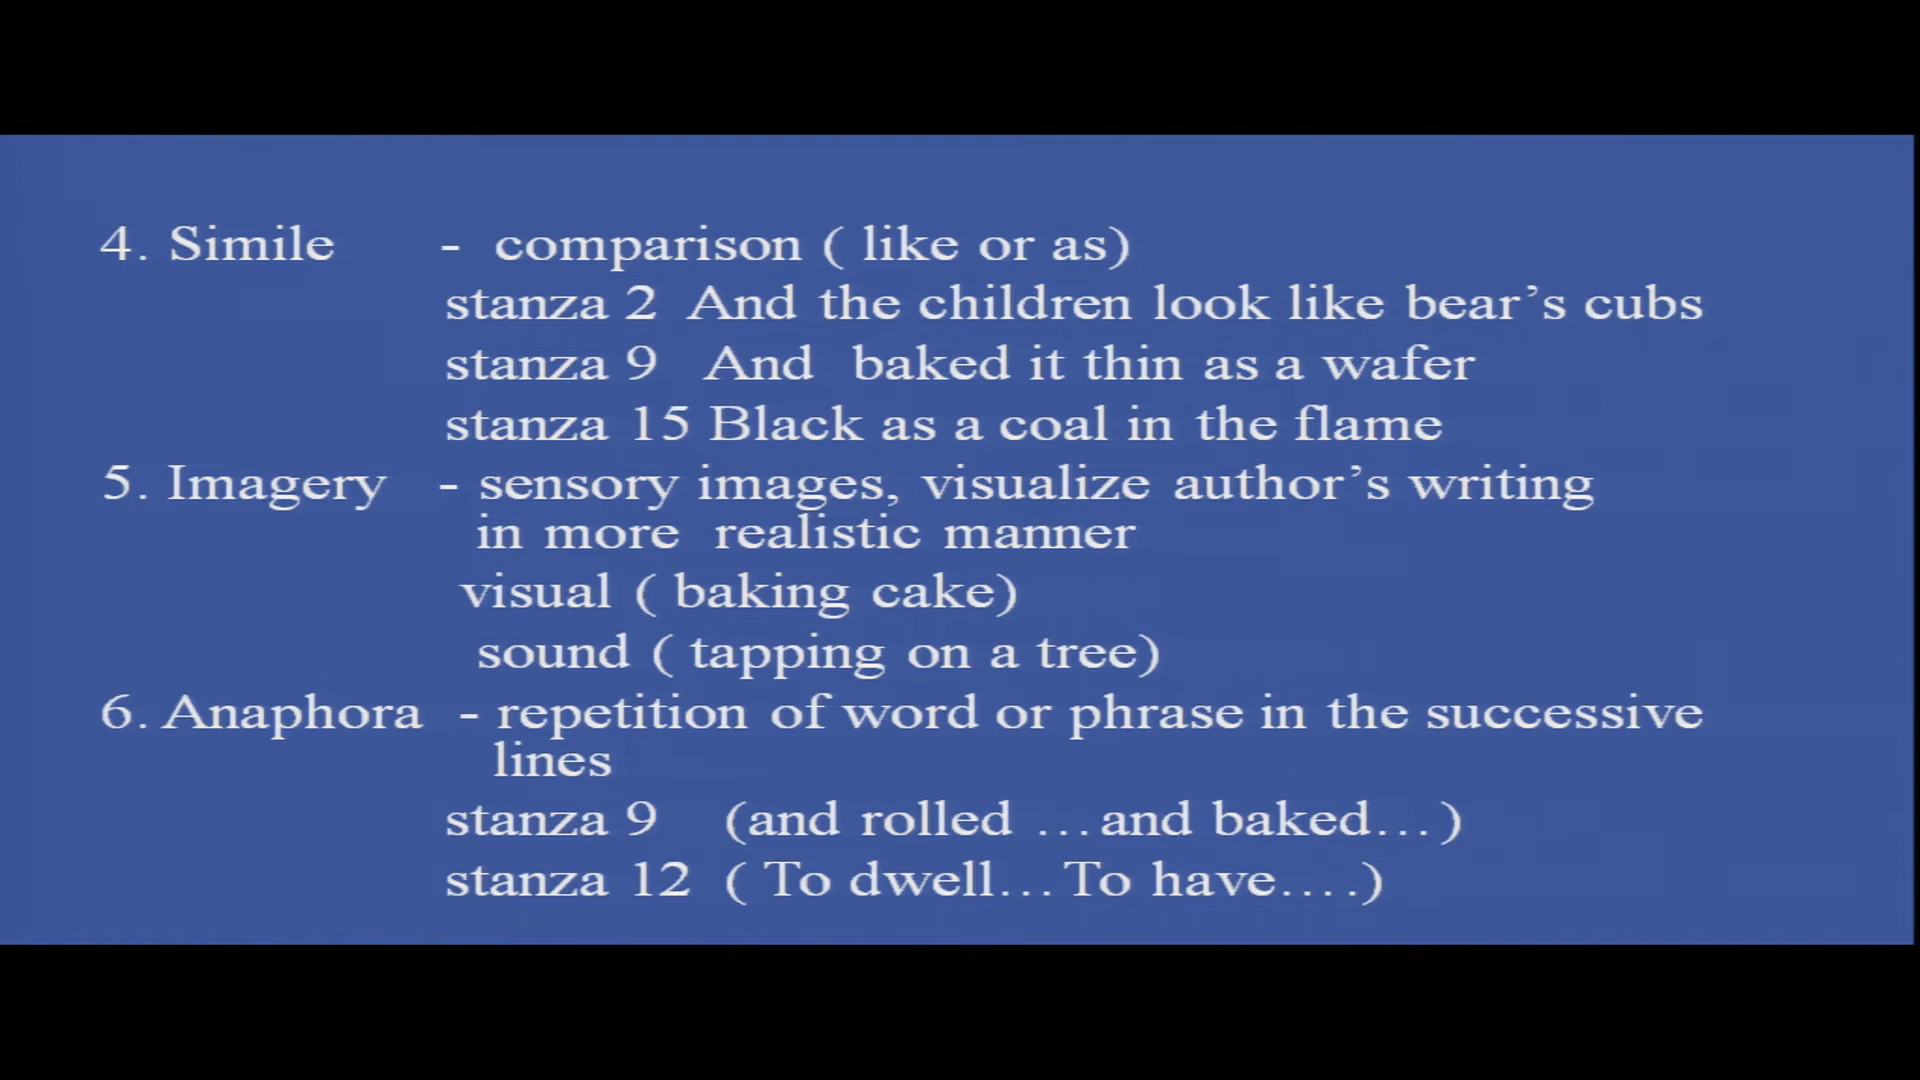 4. Simile - comparison ( like or as)
stanza 2 And the children look like bear’s cubs
stanza 9 And baked it thin as a wafer
stanza 15 Black as a coal in the flame
5. Imagery - sensory images, visualize author’s writing
in more realistic manner
visual ( baking cake)
sound ( tapping on a tree)
6. Anaphora - repetition of word or phrase in the successive
lines
stanza 9 (and rolled …and baked…)
stanza 12 ( To dwell…To have….)